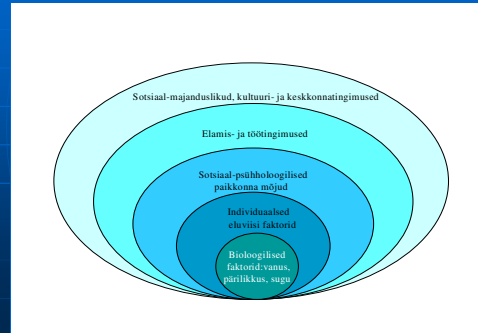 Sotsiaal-majanduslikud, kultuuri- ja keskkonnatingimused
Elamis- ja töötingimused
Sotsiaal-psühholoogilised
paikkonna mõjud
Individuaalsed
eluviisi faktorid
Bioloogilised
faktorid:vanus,
pärilikkus, sugu